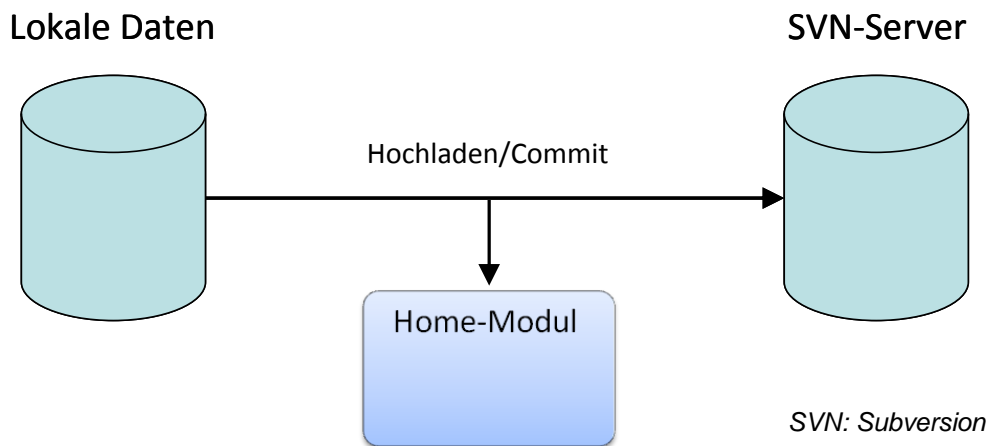 Lokale Daten
SVN-Server
Hochladen/Commit
Home-Modul
SVN: Subversion